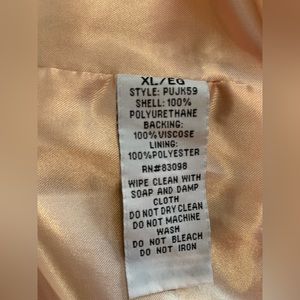 XL/EG
STYLE: PUJK59
SHELL: 100%
POLYURETHANE
BACKING:
100%VISCOSE
LINING:
100%POLYESTER
RN#83098
WIPE CLEAN WITH
SOAP AND DAMP
CLOTH
DO NOT DRY CLEAN
DO NOT MACHINE
WASH
DO NOT BLEACH
DO NOT IRON